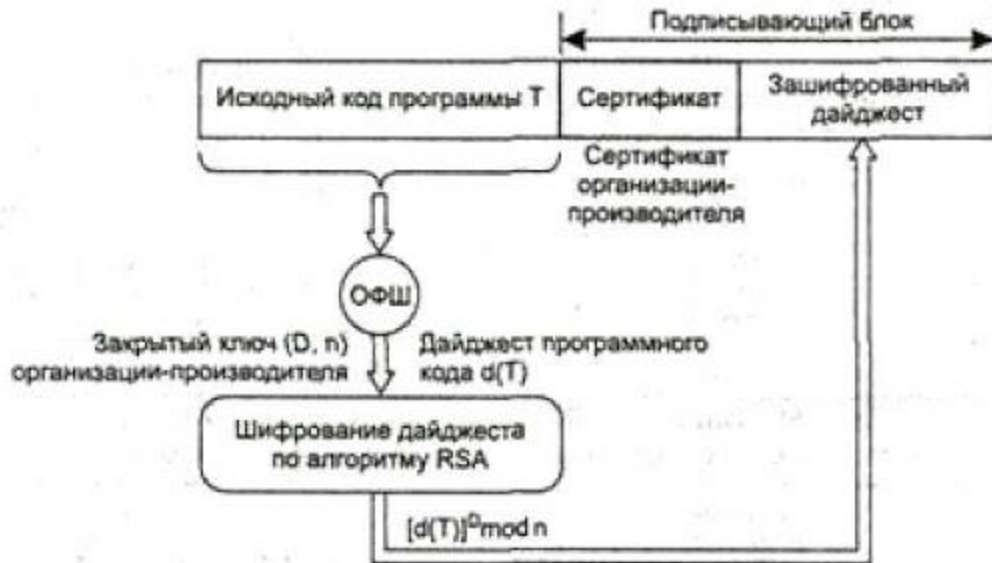 Подписывающий блок
Исходный код программы T
Сертификат
Зашифрованный
дайджест
Сертификат
организации-
производителя
ОФШ
Закрытый ключ (D, n)
организации-производителя
Дайджест программного
кода d(T)
Шифрование дайджеста
по алгоритму RSA
[d(T)]ᴰmod n